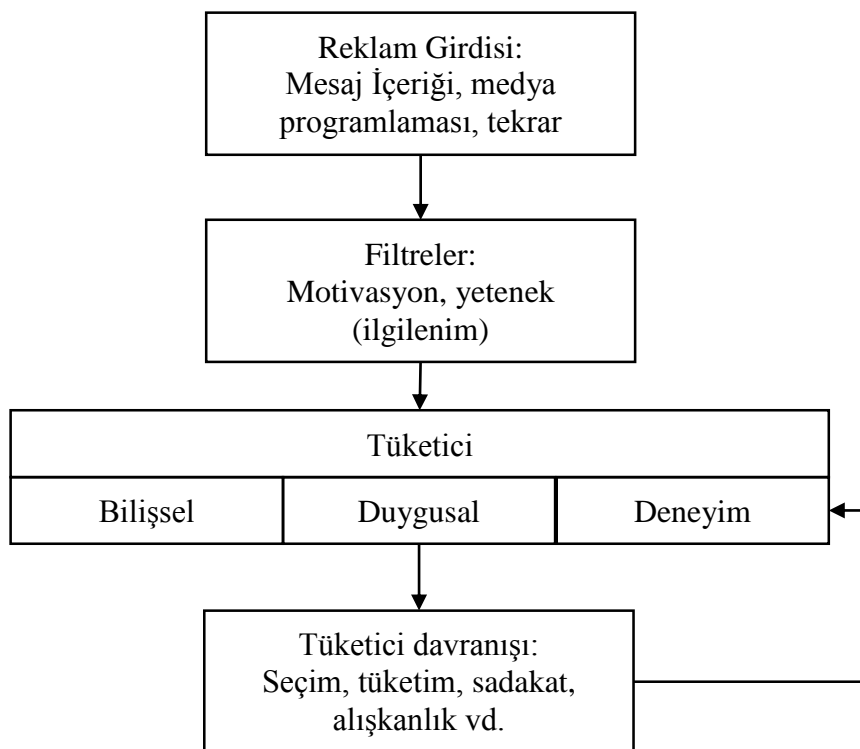 Reklam Girdisi:
Mesaj İçeriği, medya
programlaması, tekrar
Filtreler:
Motivasyon, yetenek
(ilgilenim)
Tüketici
Bilişsel
Duygusal
Deneyim
Tüketici davranışı:
Seçim, tüketim, sadakat,
alışkanlık vd.